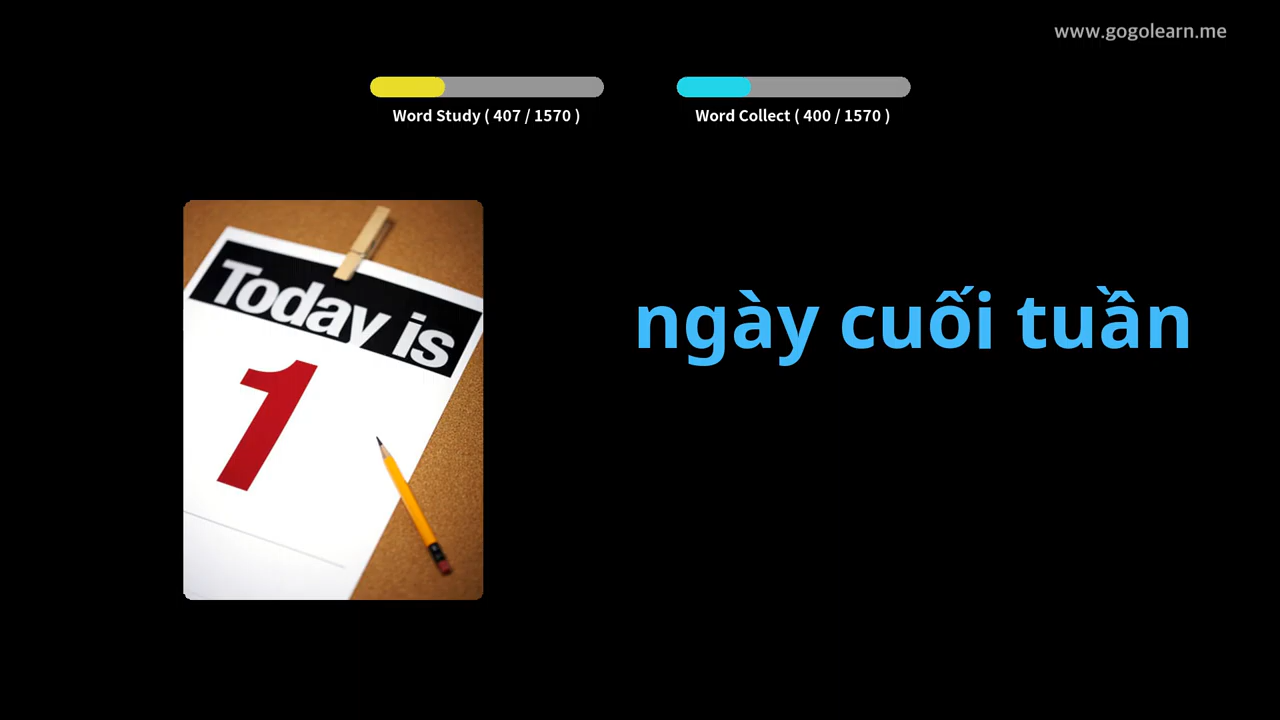 www.gogolearn.me
Word Study ( 407 / 1570 )
Word Collect ( 400 / 1570 )
Today is
1
ngày cuối tuần